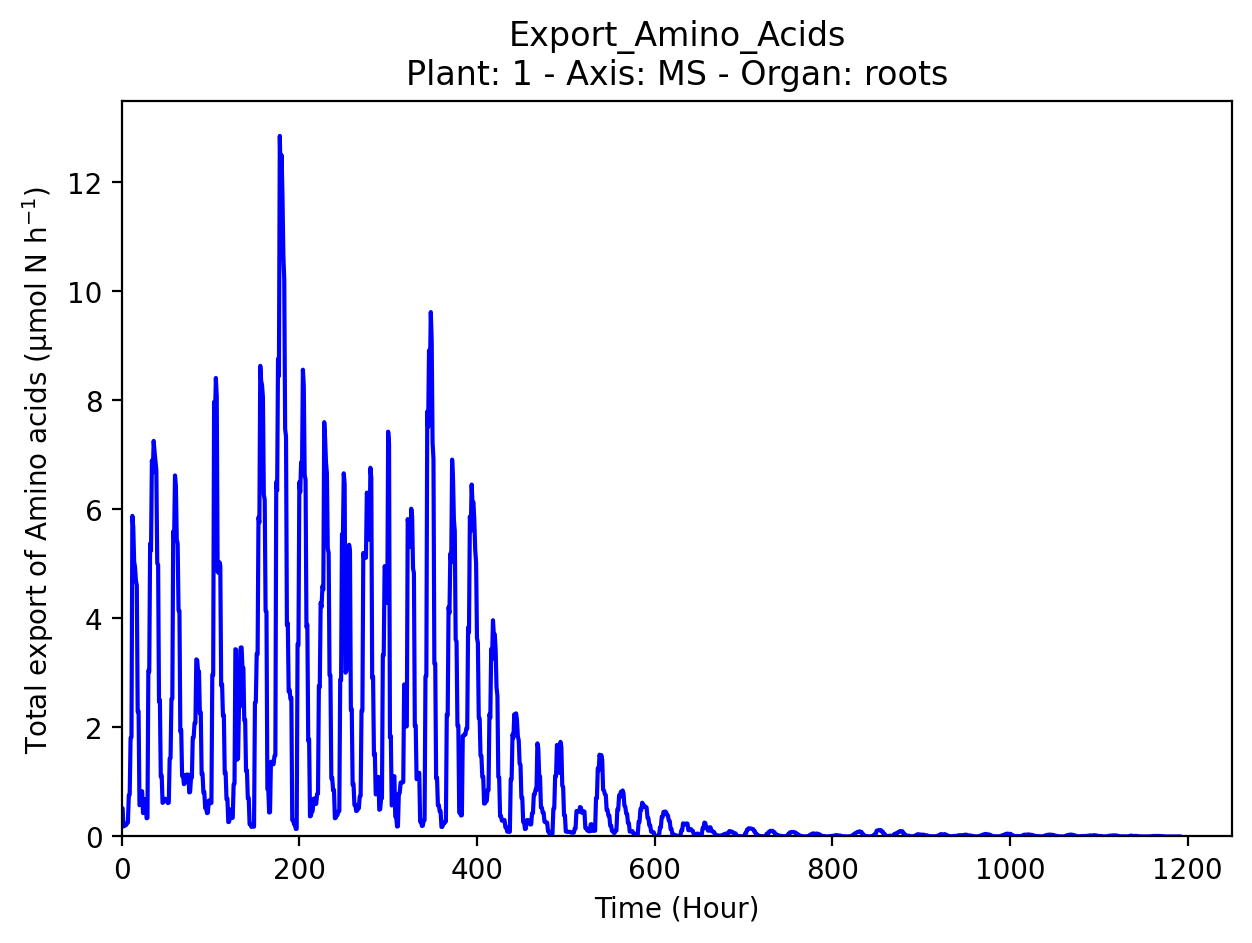 Export_Amino_Acids
Plant: 1 - Axis: MS - Organ: roots
Total export of Amino acids (µmol N h⁻¹)
12
10
8
6
4
2
0
0 200 400 600 800 1000 1200
Time (Hour)